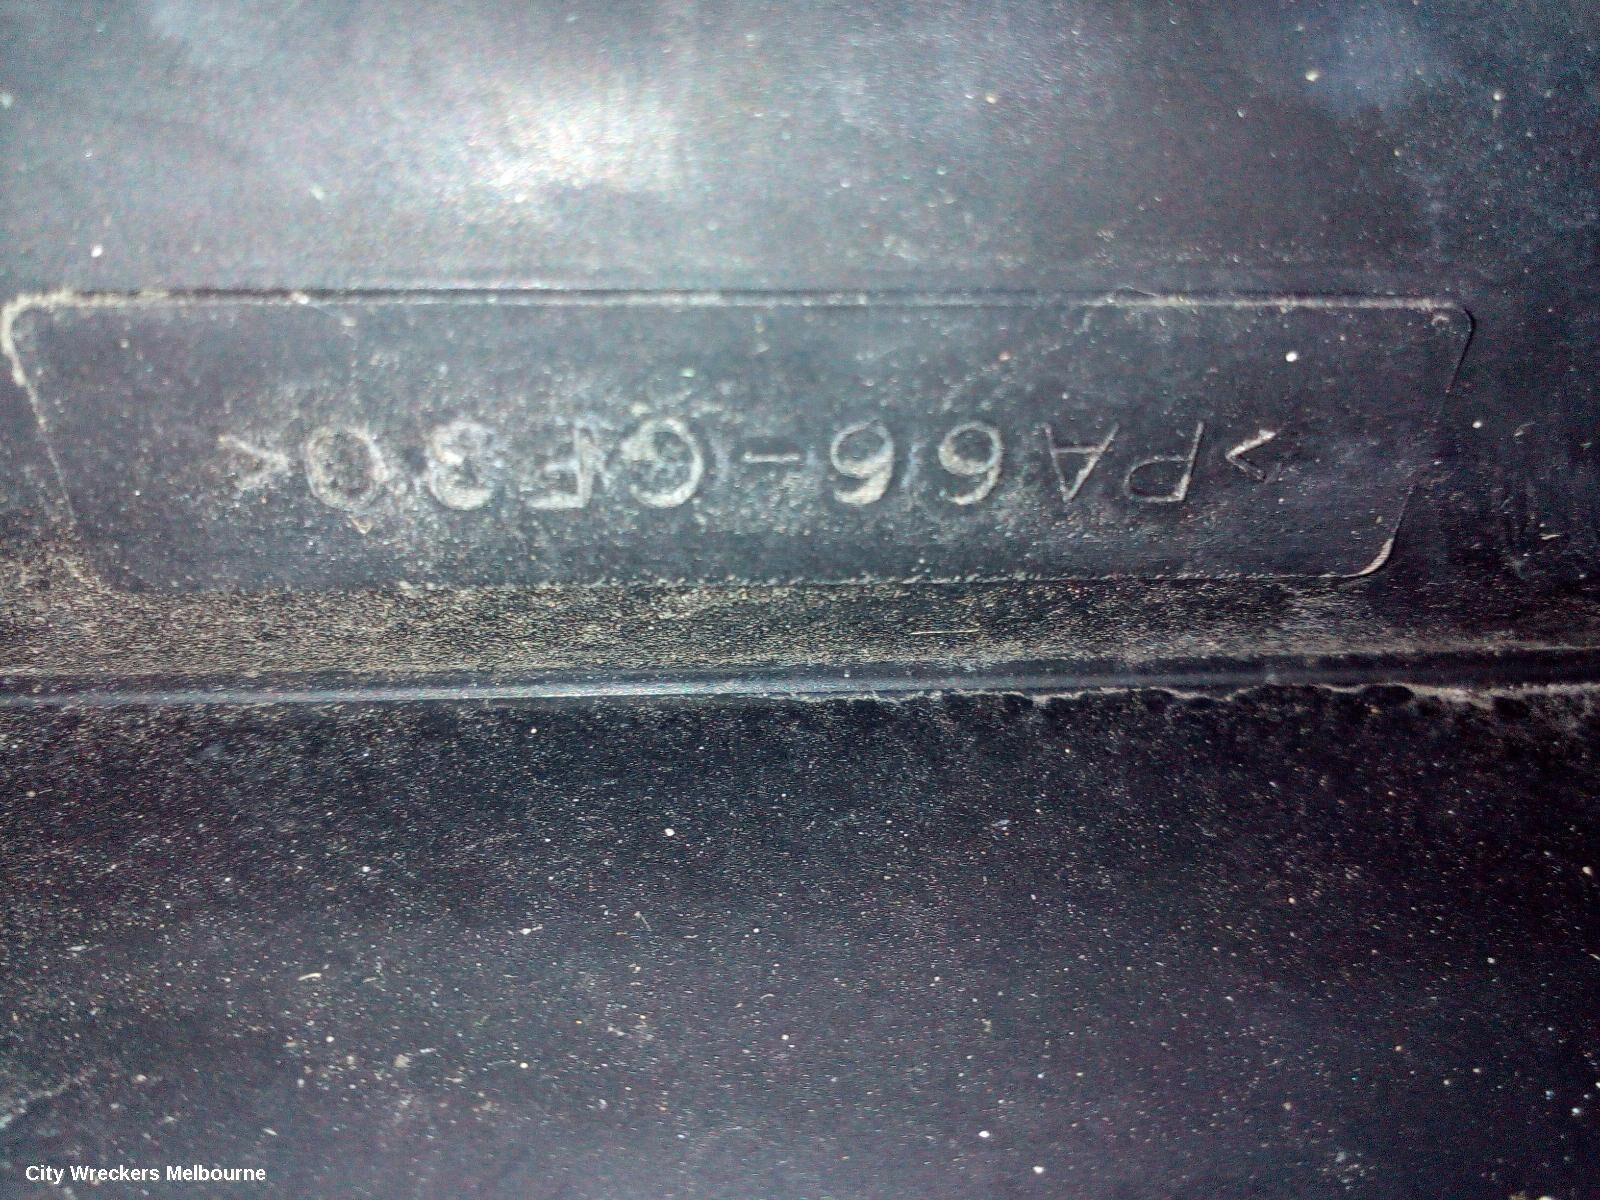 >PA66-GF30<
City Wreckers Melbourne